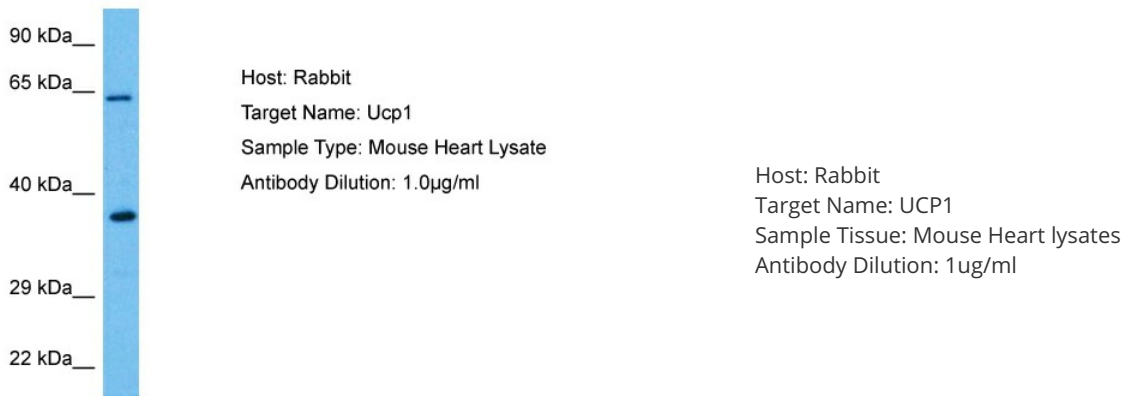 90 kDa__
65 kDa__
40 kDa__
29 kDa__
22 kDa__
Host: Rabbit
Target Name: Ucp1
Sample Type: Mouse Heart Lysate
Antibody Dilution: 1.0µg/ml
Host: Rabbit
Target Name: UCP1
Sample Tissue: Mouse Heart lysates
Antibody Dilution: 1ug/ml